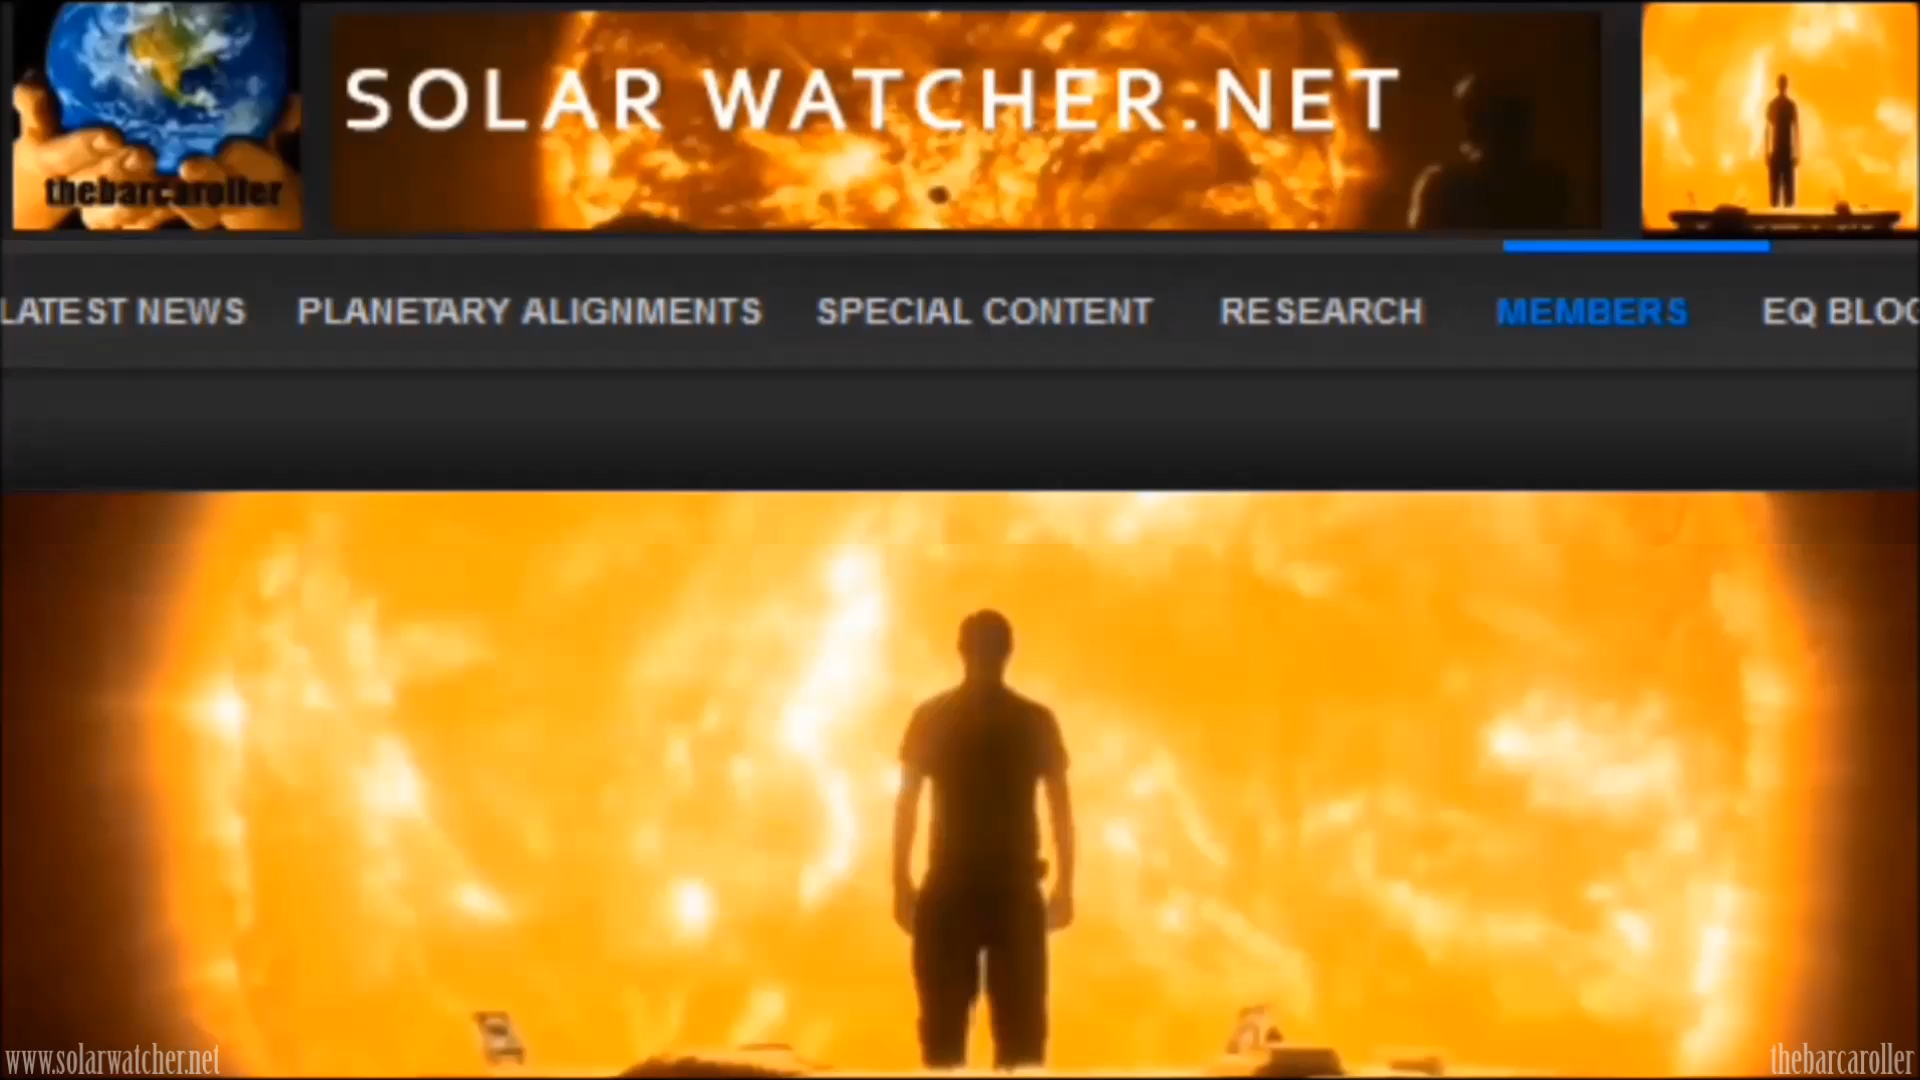 thebarcaroller
SOLAR WATCHER.NET
LATEST NEWS
PLANETARY ALIGNMENTS
SPECIAL CONTENT
RESEARCH
MEMBERS
EQ BLOG
www.solarwatcher.net
thebarcaroller